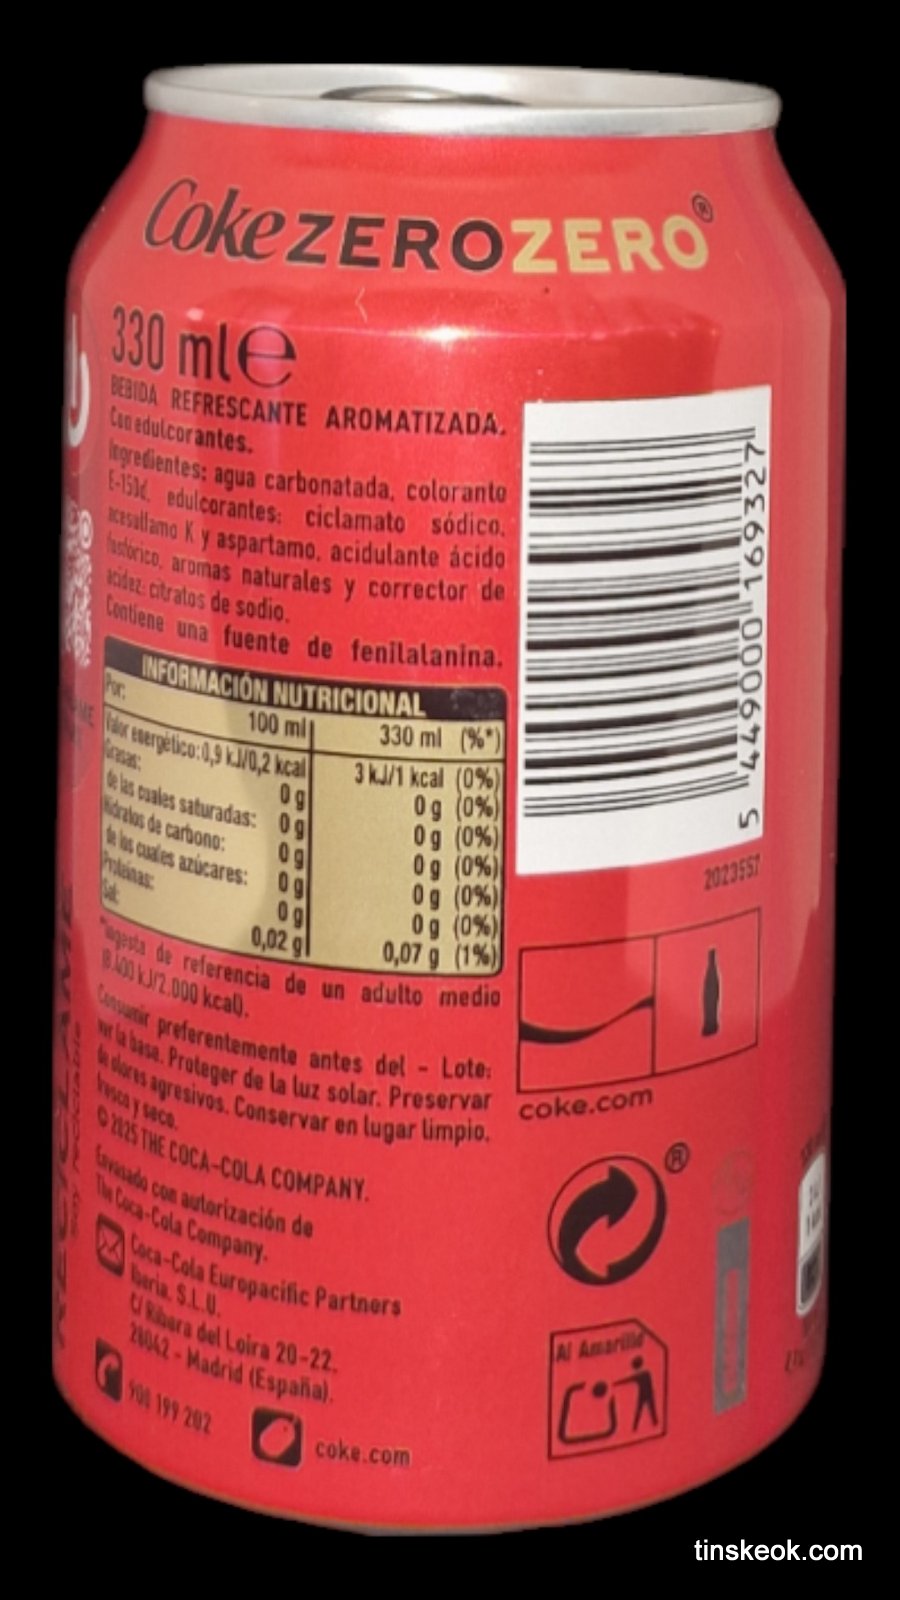 Coke ZERO ZERO®
330 ml e
BEBIDA REFRESCANTE AROMATIZADA.
Con edulcorantes.
Ingredientes: agua carbonatada, colorante
E-150d, edulcorantes: ciclamato sódico,
acesulfamo K y aspartamo, acidulante ácido
fosfórico, aromas naturales y corrector de
acidez: citratos de sodio.
Contiene una fuente de fenilalanina.
INFORMACIÓN NUTRICIONAL
Por: 100 ml 330 ml (%*)
Valor energético: 0,9 kJ/0,2 kcal 3 kJ/1 kcal (0%)
Grasas: 0 g 0 g (0%)
de las cuales saturadas: 0 g 0 g (0%)
Hidratos de carbono: 0 g 0 g (0%)
de los cuales azúcares: 0 g 0 g (0%)
Proteínas: 0 g 0 g (0%)
Sal: 0,02 g 0,07 g (1%)
*Ingesta de referencia de un adulto medio
(8.400 kJ/2.000 kcal).
Consumir preferentemente antes del - Lote:
ver la base. Proteger de la luz solar. Preservar
de olores agresivos. Conservar en lugar limpio,
fresco y seco.
© 2025 THE COCA-COLA COMPANY.
Envasado con autorización de
The Coca-Cola Company.
Coca-Cola Europacific Partners
Iberia, S.L.U.
C/ Ribera del Loira 20-22.
28042 - Madrid (España).
900 199 202
coke.com
5 449000 169327
2023557
coke.com
®
Al Amarillo
RECÍCLAME
Soy reciclable
tinskeok.com